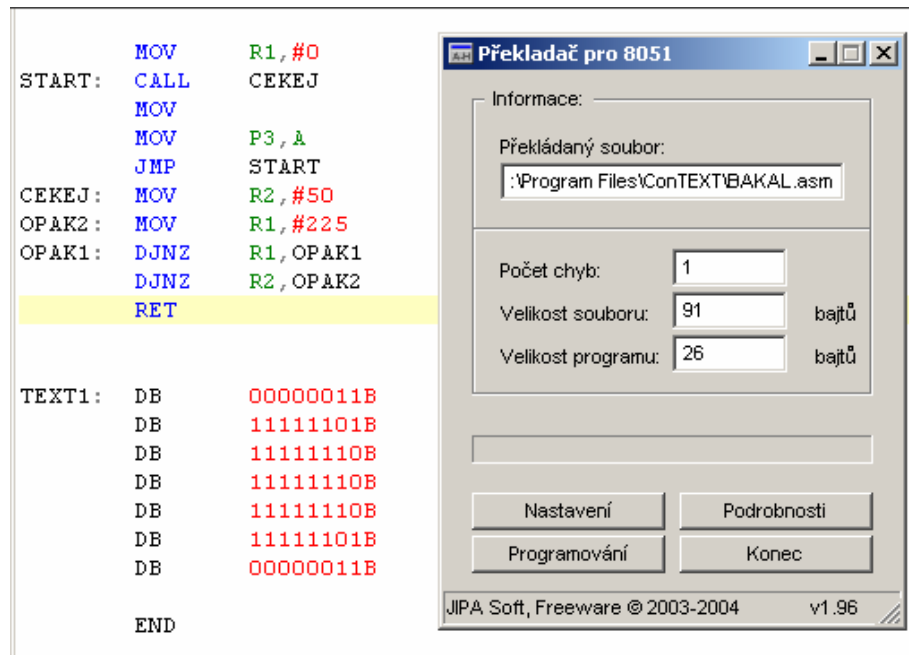 MOV R1,#0
START: CALL CEKEJ
MOV
MOV P3,A
JMP START
CEKEJ: MOV R2,#50
OPAK2: MOV R1,#225
OPAK1: DJNZ R1,OPAK1
DJNZ R2,OPAK2
RET
TEXT1: DB 00000011B
DB 11111101B
DB 11111110B
DB 11111110B
DB 11111110B
DB 11111101B
DB 00000011B
END
Překladač pro 8051
Informace:
Překládaný soubor:
:\Program Files\ConTEXT\BAKAL.asm
Počet chyb: 1
Velikost souboru: 91 bajtů
Velikost programu: 26 bajtů
Nastavení Podrobnosti
Programování Konec
JIPA Soft, Freeware © 2003-2004 v1.96